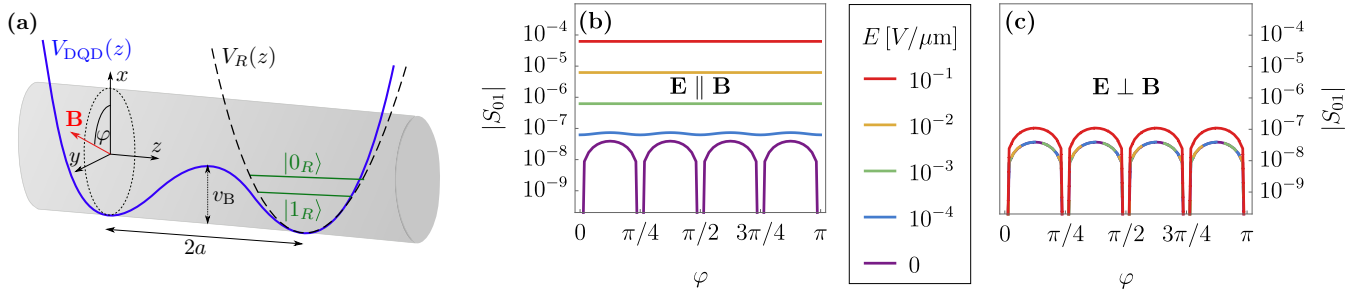 (a)
V_DQD(z)
V_R(z)
x
B
φ
y
z
|0_R⟩
|1_R⟩
v_B
2a
(b)
|S_01|
10^-4
10^-5
10^-6
10^-7
10^-8
10^-9
E ∥ B
0 π/4 π/2 3π/4 π
φ
E [V/μm]
10^-1
10^-2
10^-3
10^-4
0
(c)
E ⊥ B
10^-4
10^-5
10^-6
10^-7
10^-8
10^-9
|S_01|
0 π/4 π/2 3π/4 π
φ